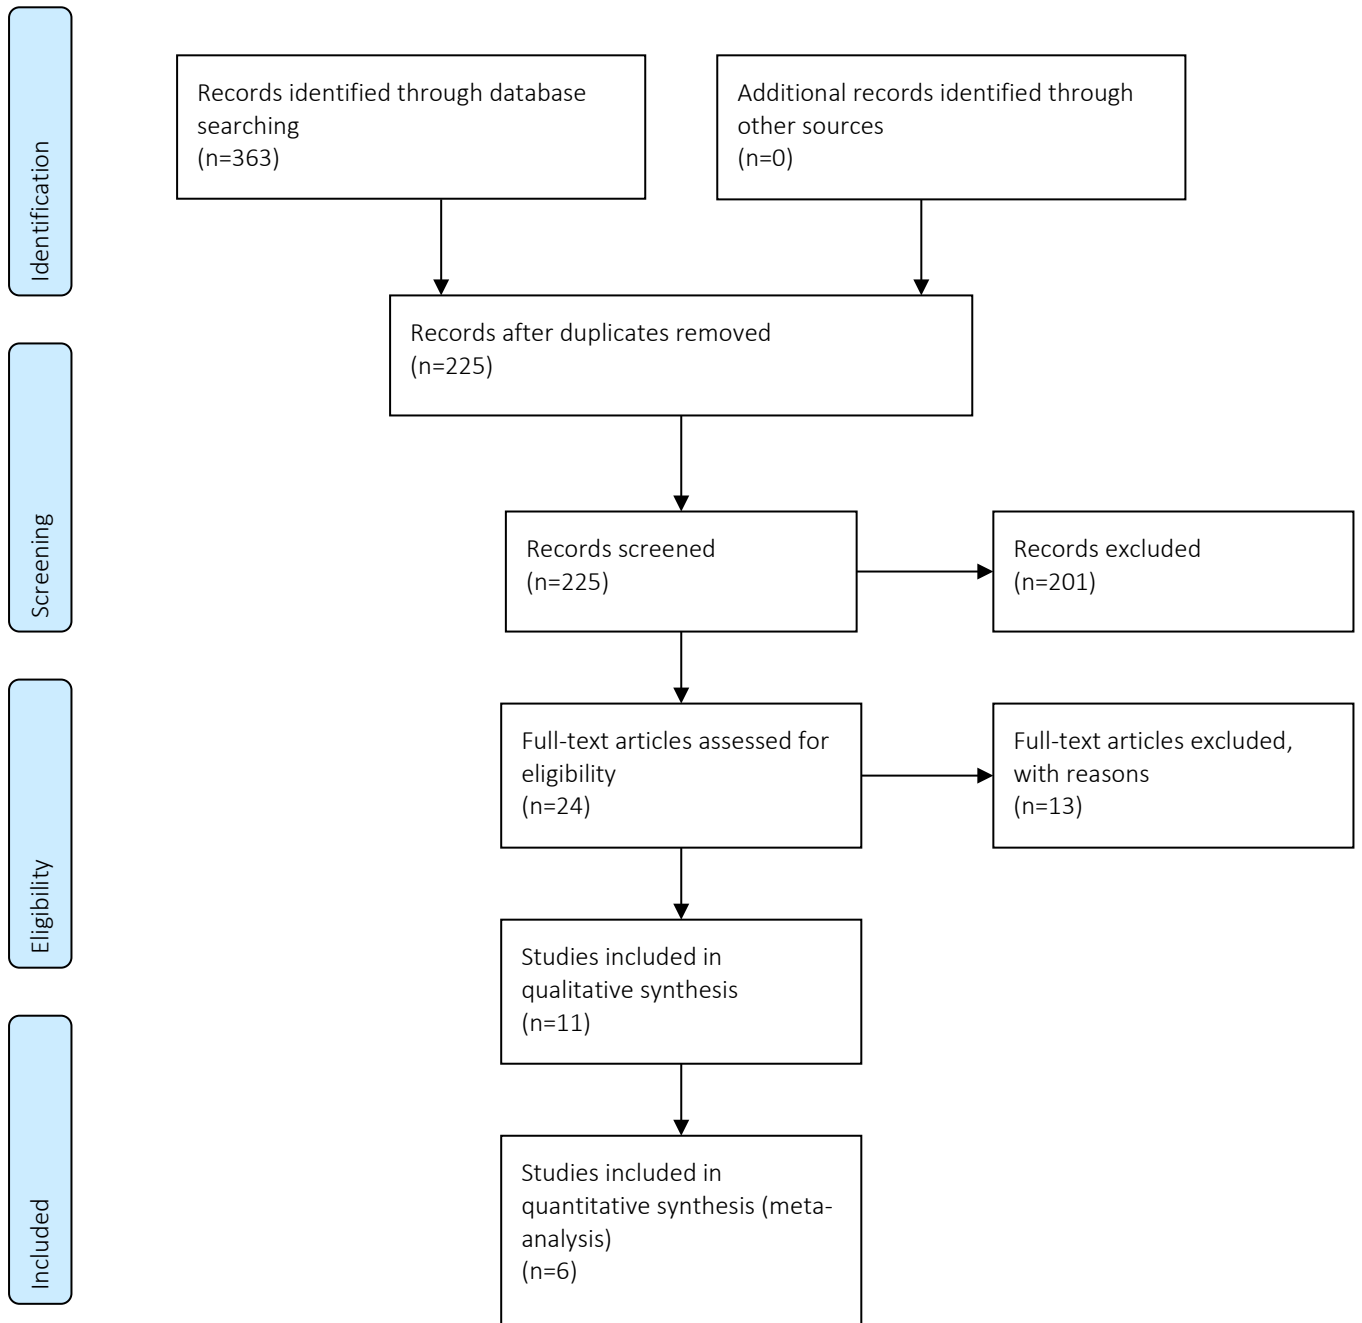 Identification
Records identified through database
searching
(n=363)
Additional records identified through
other sources
(n=0)
Records after duplicates removed
(n=225)
Screening
Records screened
(n=225)
Records excluded
(n=201)
Eligibility
Full-text articles assessed for
eligibility
(n=24)
Full-text articles excluded,
with reasons
(n=13)
Studies included in
qualitative synthesis
(n=11)
Included
Studies included in
quantitative synthesis (meta-
analysis)
(n=6)